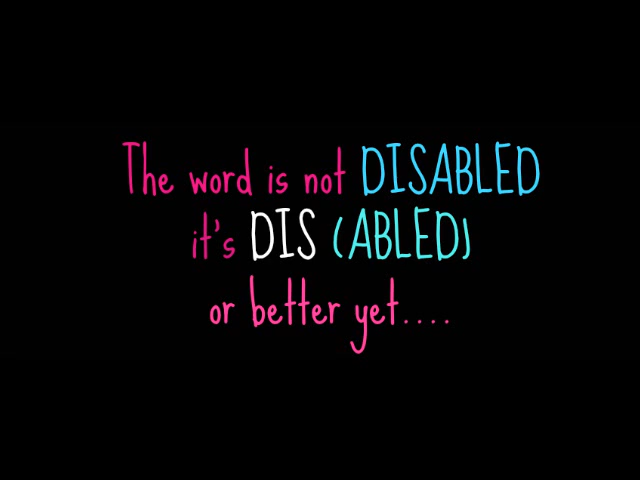 The word is not DISABLED
it's DIS (ABLED)
or better yet....